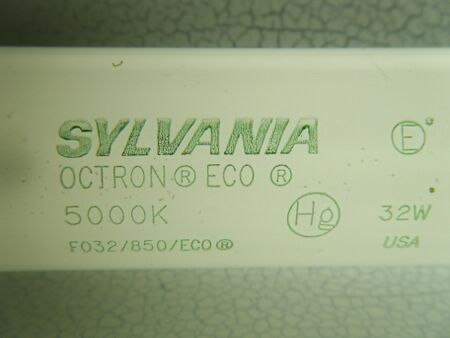 SYLVANIA Ⓔ
OCTRON® ECO ®
5000K Hg 32W
FO32/850/ECO® USA